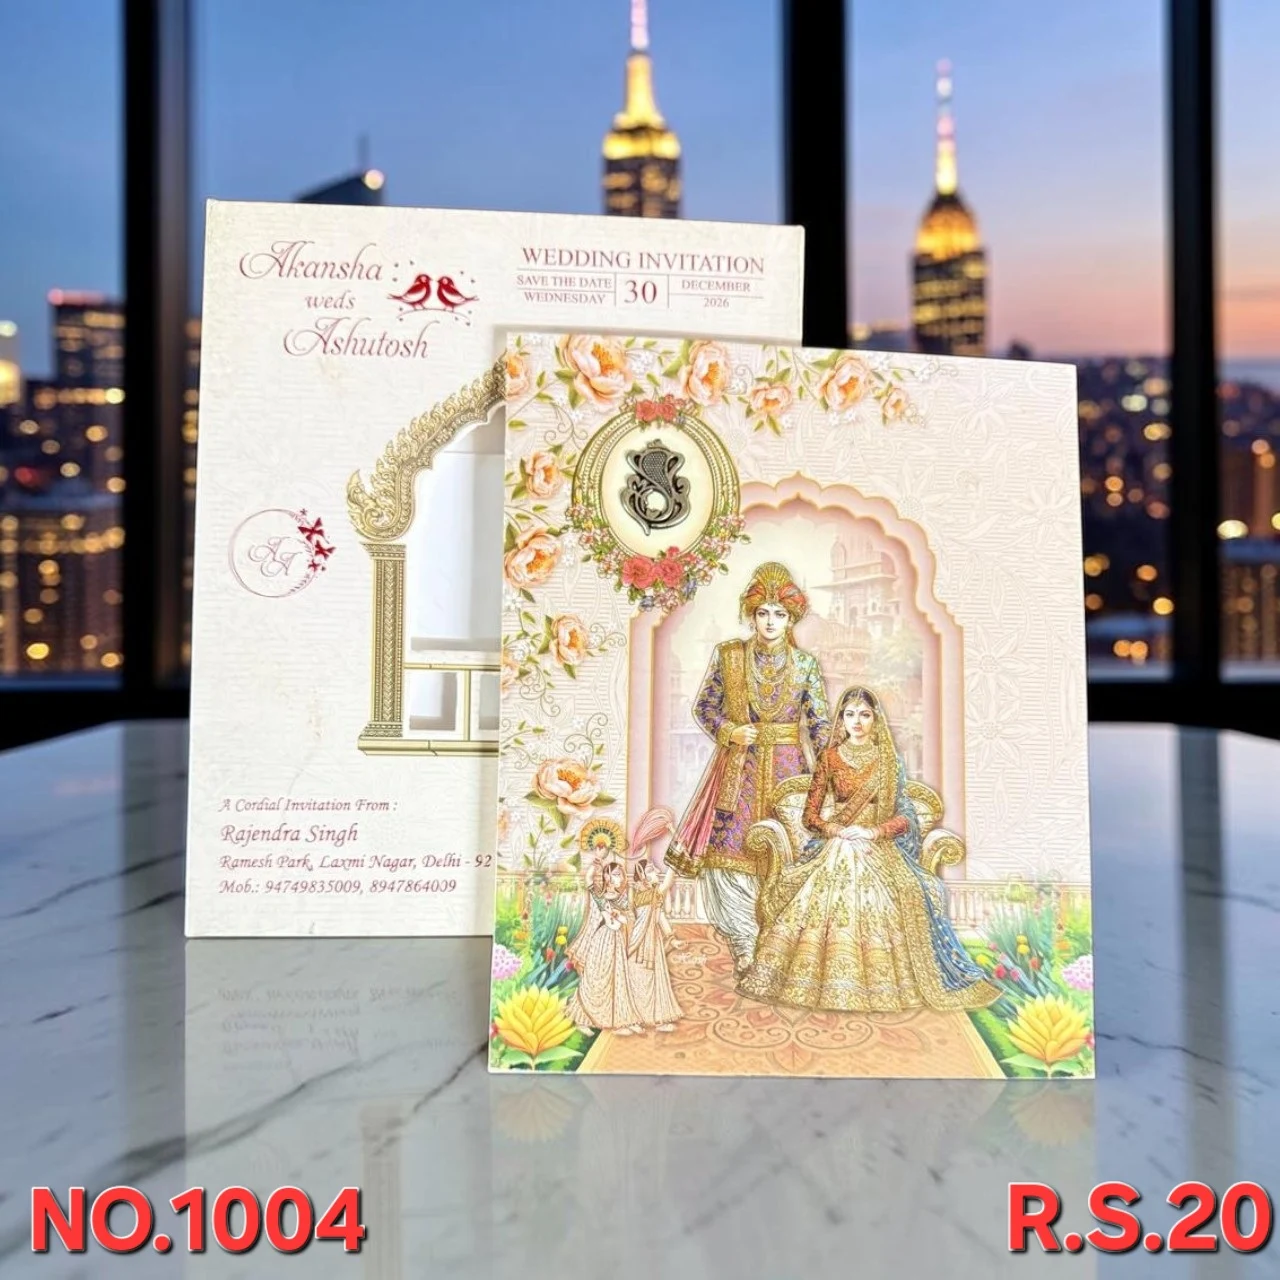 Akansha
weds
Ashutosh
WEDDING INVITATION
SAVE THE DATE
WEDNESDAY
30
DECEMBER
2026
A Cordial Invitation From :
Rajendra Singh
Ramesh Park, Laxmi Nagar, Delhi - 92
Mob.: 94749835009, 8947864009
NO.1004
R.S.20